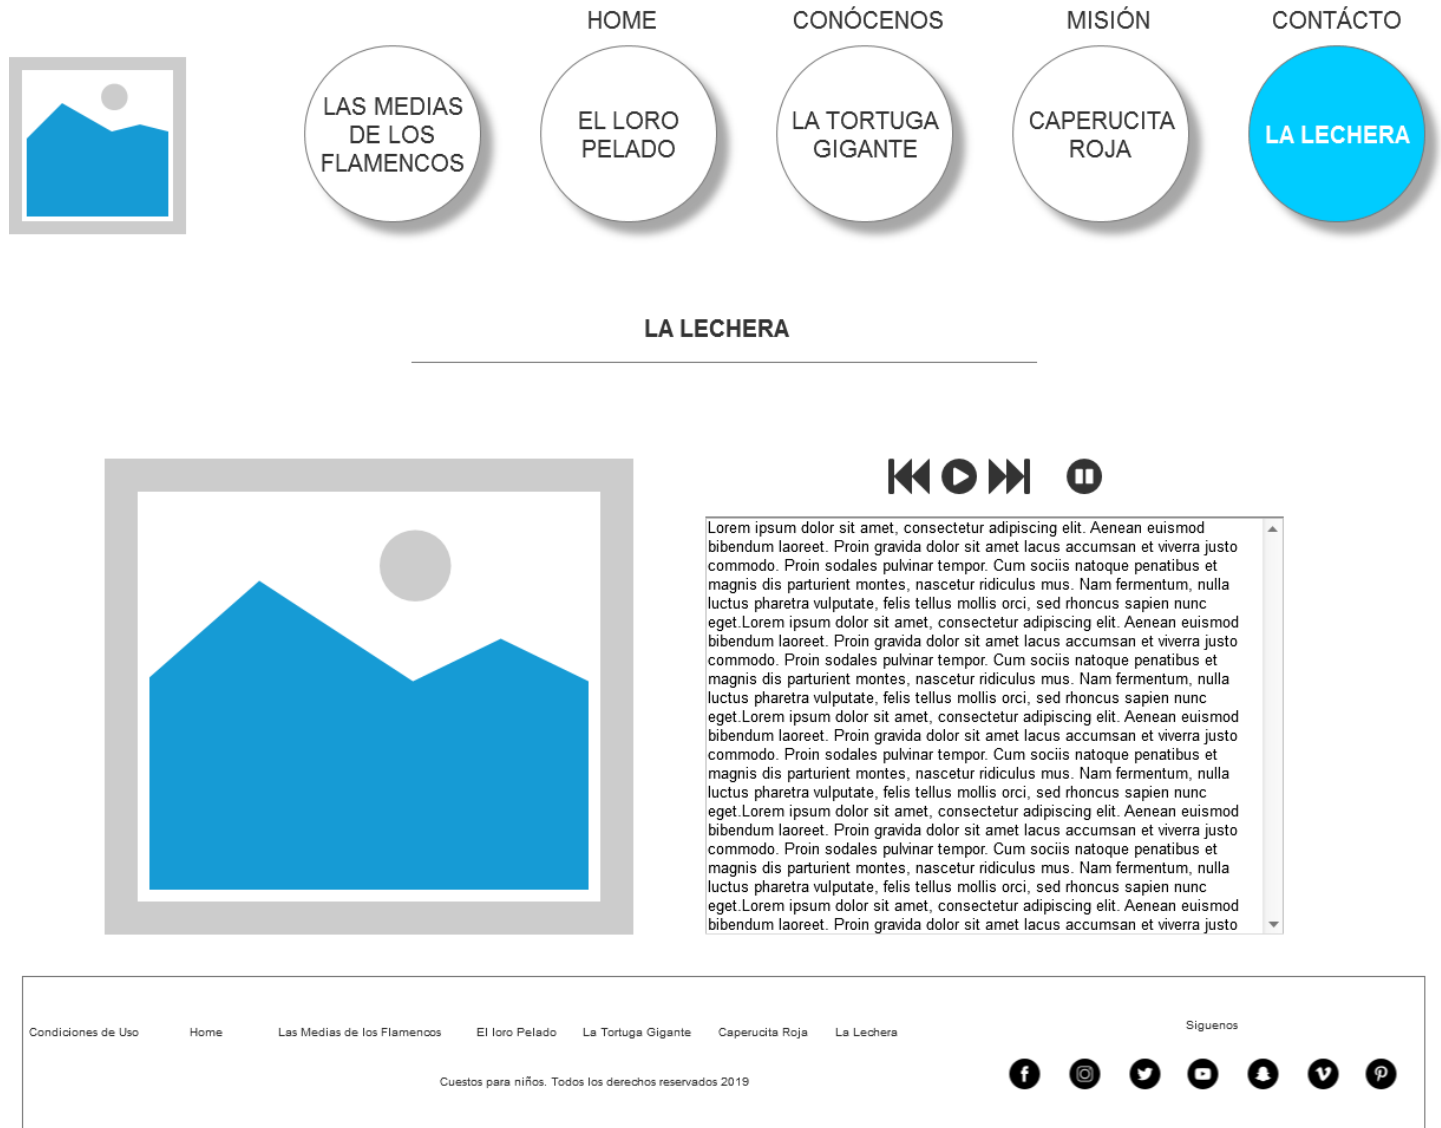 HOME CONÓCENOS MISIÓN CONTÁCTO
LAS MEDIAS
DE LOS
FLAMENCOS
EL LORO
PELADO
LA TORTUGA
GIGANTE
CAPERUCITA
ROJA
LA LECHERA
LA LECHERA
Lorem ipsum dolor sit amet, consectetur adipiscing elit. Aenean euismod
bibendum laoreet. Proin gravida dolor sit amet lacus accumsan et viverra justo
commodo. Proin sodales pulvinar tempor. Cum sociis natoque penatibus et
magnis dis parturient montes, nascetur ridiculus mus. Nam fermentum, nulla
luctus pharetra vulputate, felis tellus mollis orci, sed rhoncus sapien nunc
eget.Lorem ipsum dolor sit amet, consectetur adipiscing elit. Aenean euismod
bibendum laoreet. Proin gravida dolor sit amet lacus accumsan et viverra justo
commodo. Proin sodales pulvinar tempor. Cum sociis natoque penatibus et
magnis dis parturient montes, nascetur ridiculus mus. Nam fermentum, nulla
luctus pharetra vulputate, felis tellus mollis orci, sed rhoncus sapien nunc
eget.Lorem ipsum dolor sit amet, consectetur adipiscing elit. Aenean euismod
bibendum laoreet. Proin gravida dolor sit amet lacus accumsan et viverra justo
commodo. Proin sodales pulvinar tempor. Cum sociis natoque penatibus et
magnis dis parturient montes, nascetur ridiculus mus. Nam fermentum, nulla
luctus pharetra vulputate, felis tellus mollis orci, sed rhoncus sapien nunc
eget.Lorem ipsum dolor sit amet, consectetur adipiscing elit. Aenean euismod
bibendum laoreet. Proin gravida dolor sit amet lacus accumsan et viverra justo
commodo. Proin sodales pulvinar tempor. Cum sociis natoque penatibus et
magnis dis parturient montes, nascetur ridiculus mus. Nam fermentum, nulla
luctus pharetra vulputate, felis tellus mollis orci, sed rhoncus sapien nunc
eget.Lorem ipsum dolor sit amet, consectetur adipiscing elit. Aenean euismod
bibendum laoreet. Proin gravida dolor sit amet lacus accumsan et viverra justo
Condiciones de Uso Home Las Medias de los Flamencos El loro Pelado La Tortuga Gigante Caperucita Roja La Lechera
Siguenos
Cuestos para niños. Todos los derechos reservados 2019